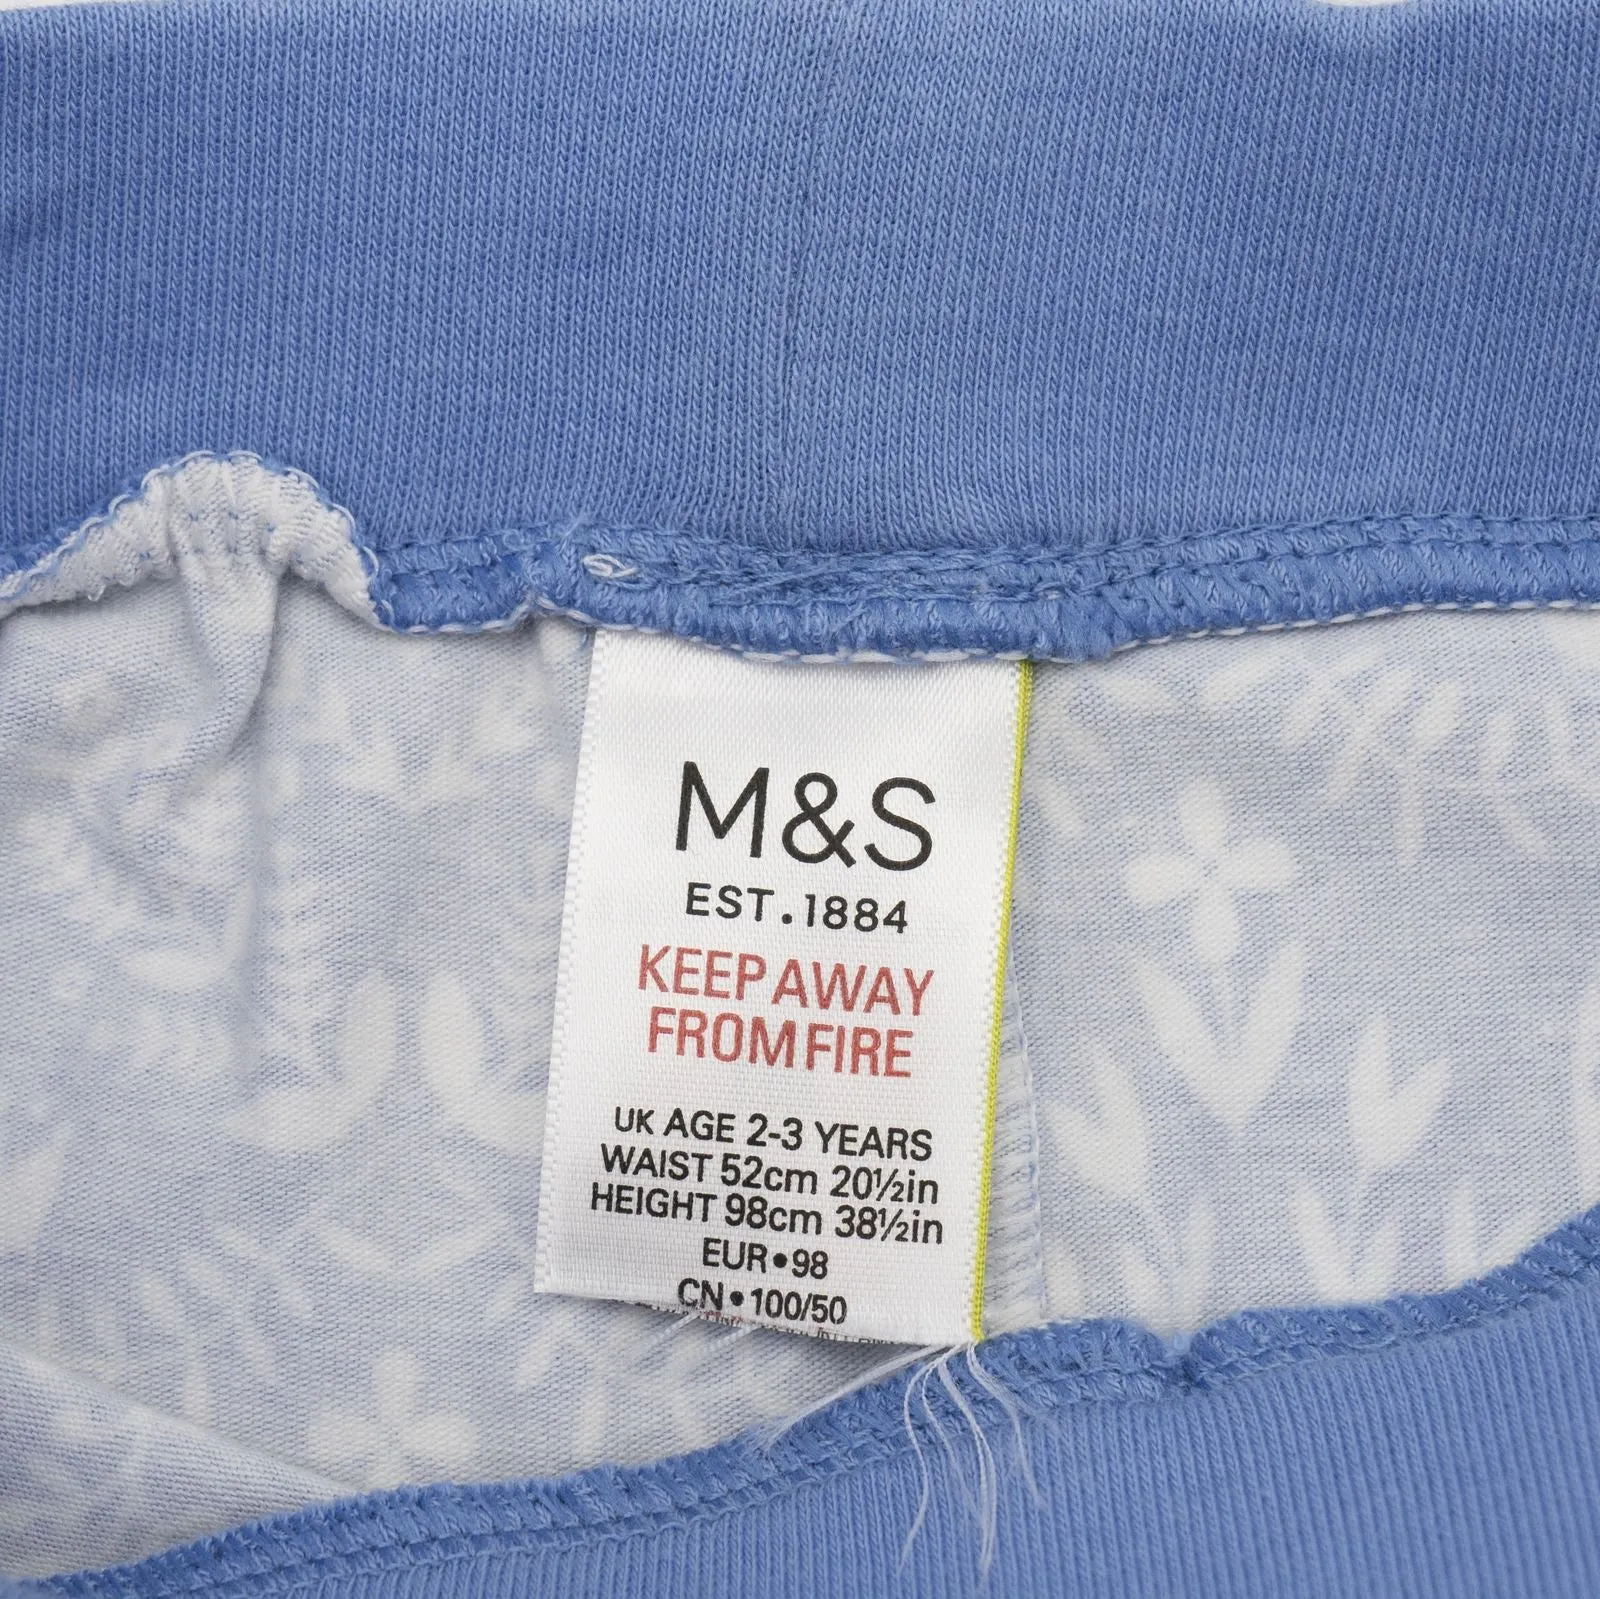 M&S
EST.1884
KEEP AWAY
FROM FIRE
UK AGE 2-3 YEARS
WAIST 52cm 20½in
HEIGHT 98cm 38½in
EUR•98
CN•100/50